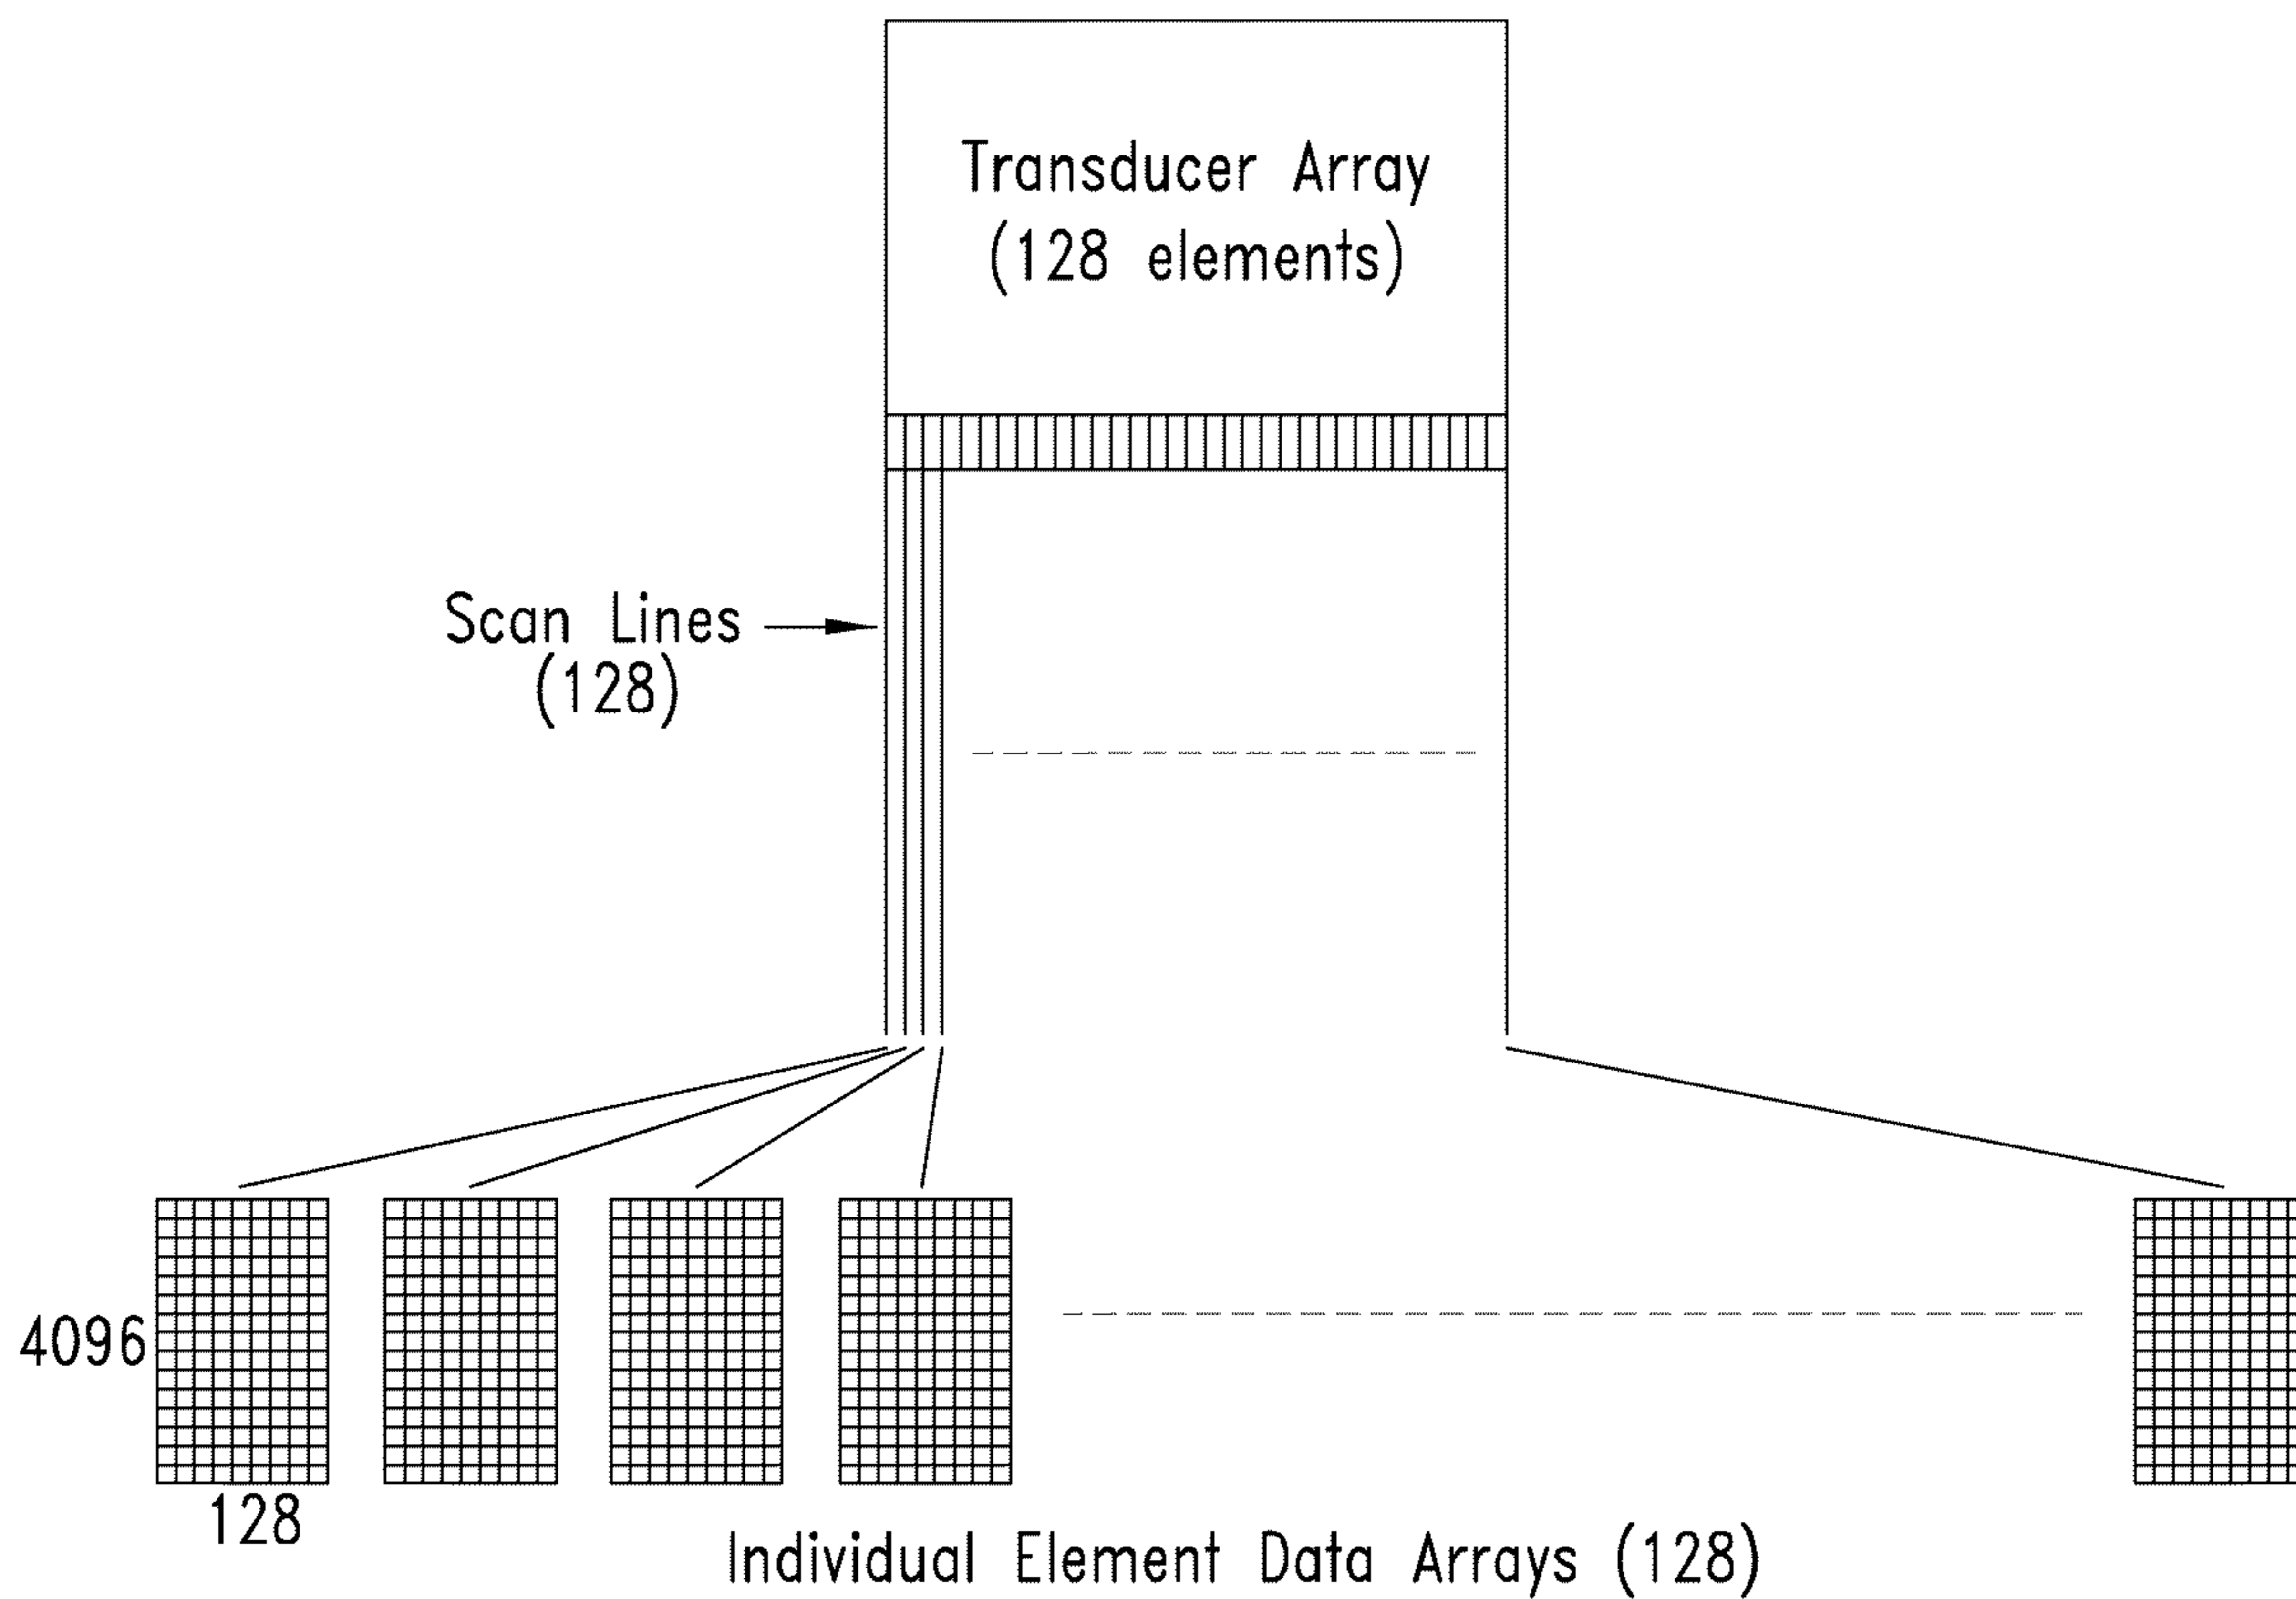 Transducer Array
(128 elements)
Scan Lines
(128)
4096
128
Individual Element Data Arrays (128)